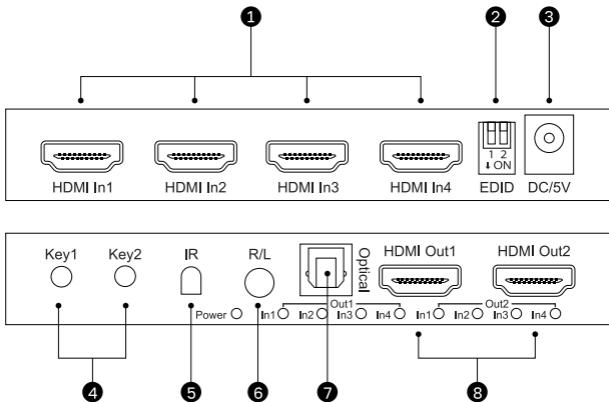 1 2 3
HDMI In1 HDMI In2 HDMI In3 HDMI In4
1 2
↓ ON
EDID DC/5V
Key1 Key2 IR R/L Optical HDMI Out1 HDMI Out2
Out1 Out2
Power In1 In2 In3 In4 In1 In2 In3 In4
4 5 6 7 8